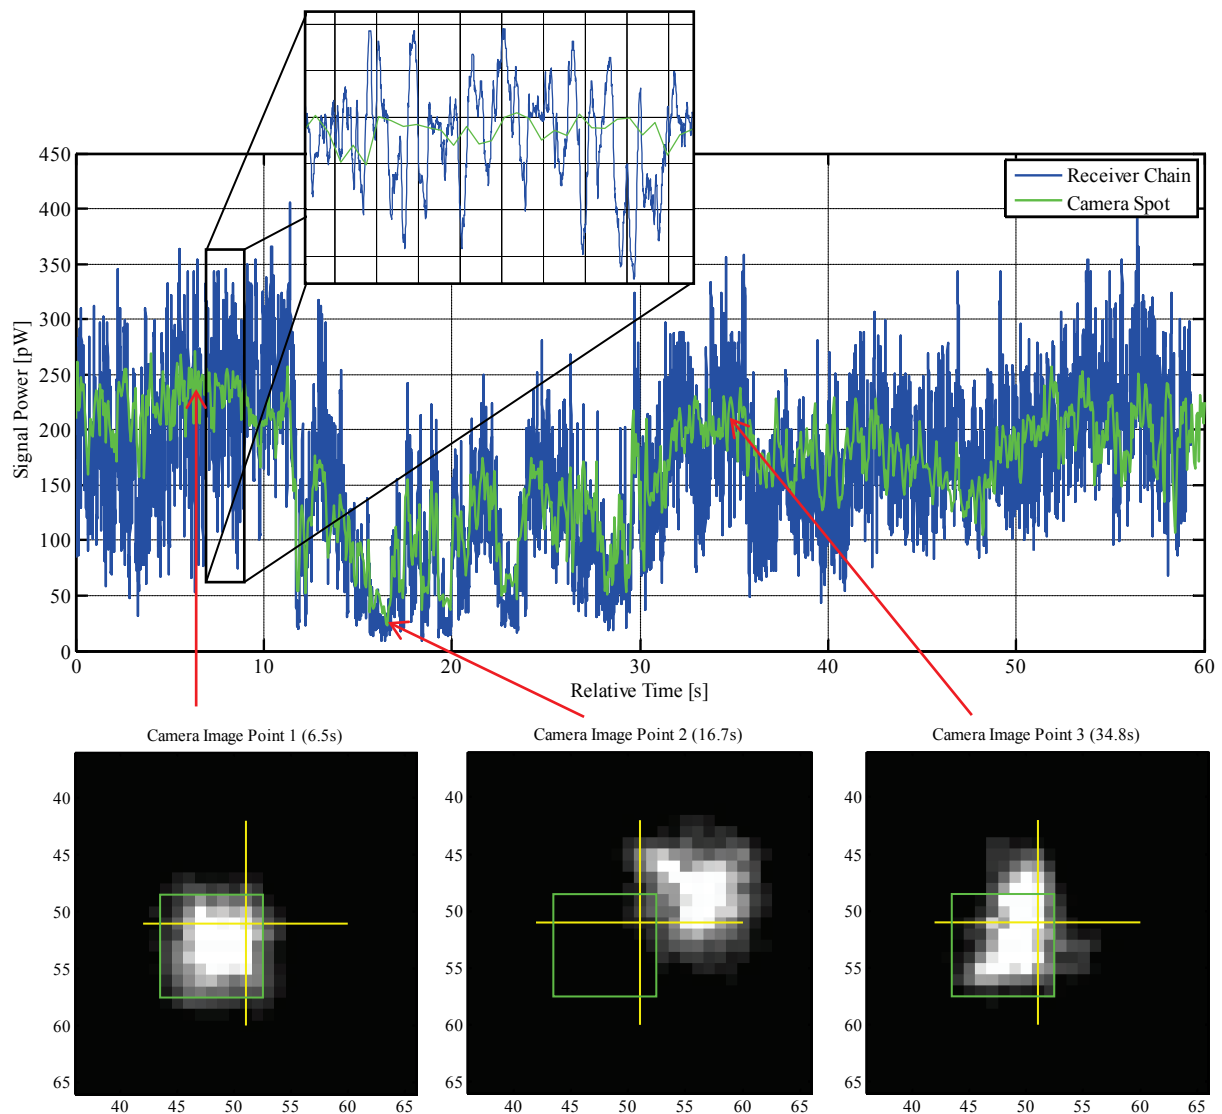 450
400
350
300
250
200
150
100
50
0
Signal Power [pW]
Receiver Chain
Camera Spot
0 10 20 30 40 50 60
Relative Time [s]
Camera Image Point 1 (6.5s)
Camera Image Point 2 (16.7s)
Camera Image Point 3 (34.8s)
40
45
50
55
60
65
40 45 50 55 60 65
40
45
50
55
60
65
40 45 50 55 60 65
40
45
50
55
60
65
40 45 50 55 60 65